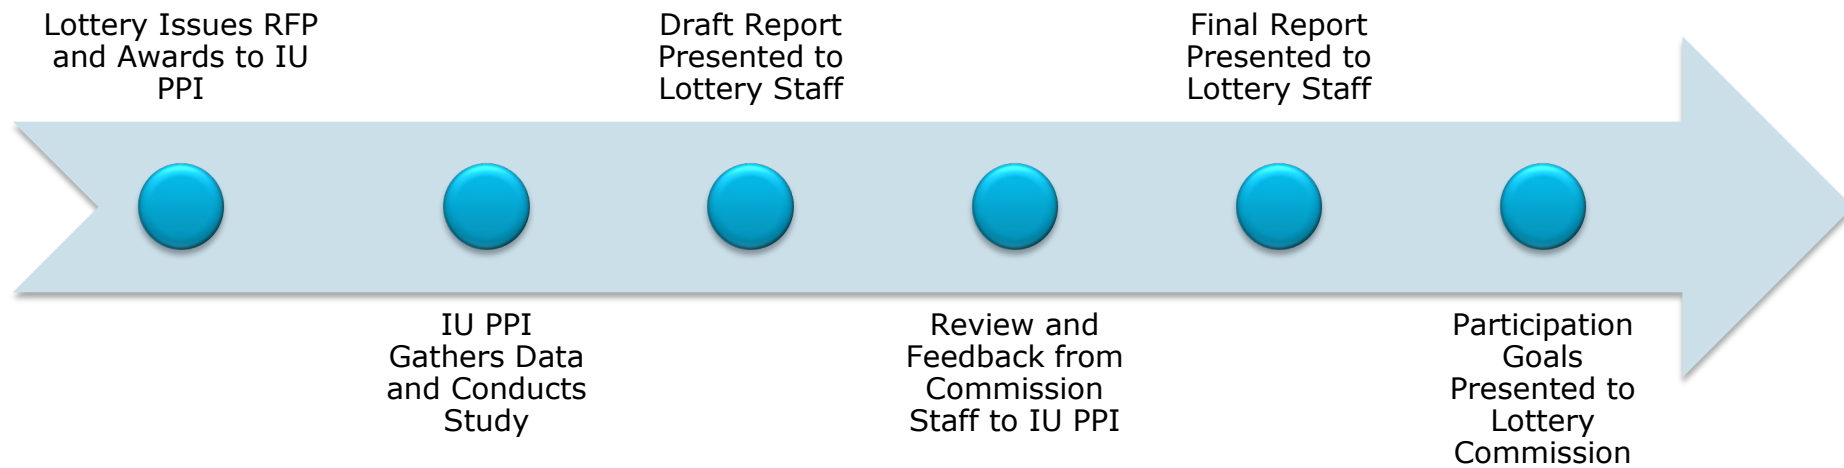 Lottery Issues RFP
and Awards to IU
PPI
IU PPI
Gathers Data
and Conducts
Study
Draft Report
Presented to
Lottery Staff
Review and
Feedback from
Commission
Staff to IU PPI
Final Report
Presented to
Lottery Staff
Participation
Goals
Presented to
Lottery
Commission